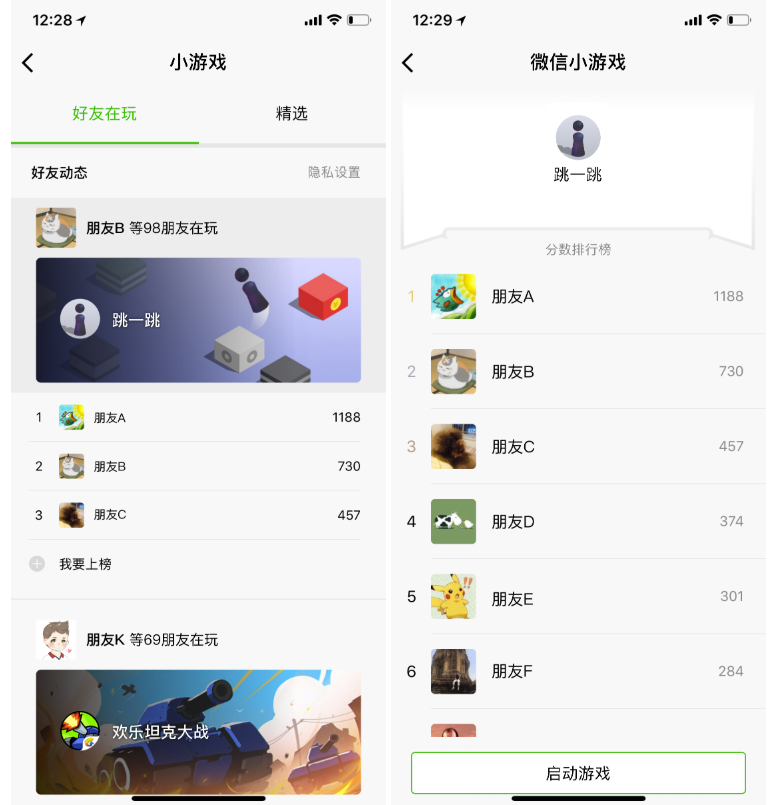 12:28
小游戏
好友在玩
精选
好友动态
隐私设置
朋友B 等98朋友在玩
跳一跳
1 朋友A 1188
2 朋友B 730
3 朋友C 457
我要上榜
朋友K 等69朋友在玩
欢乐坦克大战
12:29
微信小游戏
跳一跳
分数排行榜
1 朋友A 1188
2 朋友B 730
3 朋友C 457
4 朋友D 374
5 朋友E 301
6 朋友F 284
启动游戏